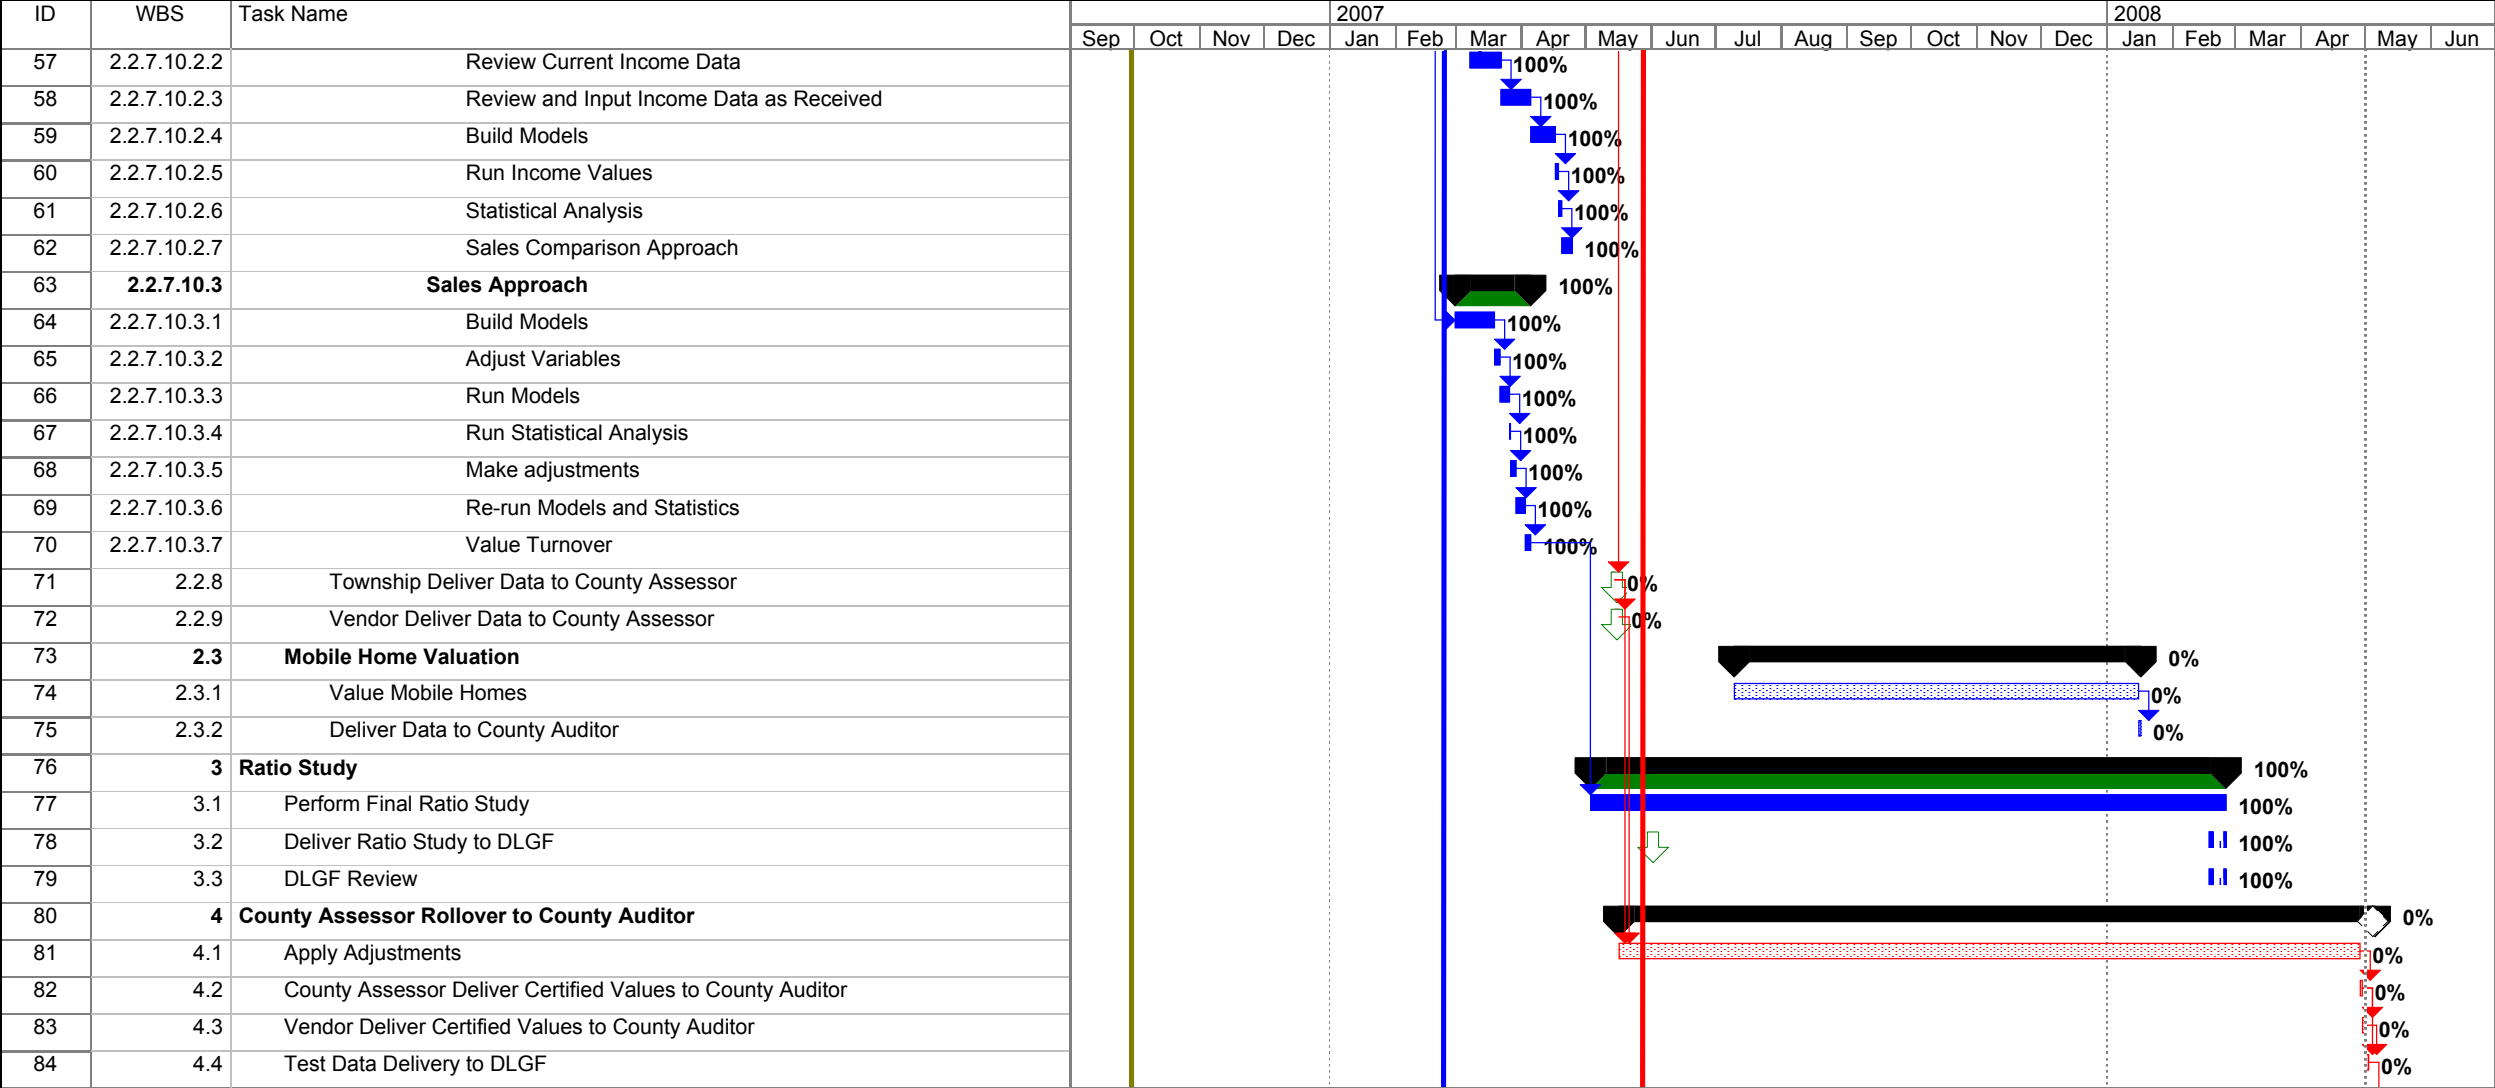 ID WBS Task Name 2007 2008
Sep Oct Nov Dec Jan Feb Mar Apr May Jun Jul Aug Sep Oct Nov Dec Jan Feb Mar Apr May Jun
57 2.2.7.10.2.2 Review Current Income Data 100%
58 2.2.7.10.2.3 Review and Input Income Data as Received 100%
59 2.2.7.10.2.4 Build Models 100%
60 2.2.7.10.2.5 Run Income Values 100%
61 2.2.7.10.2.6 Statistical Analysis 100%
62 2.2.7.10.2.7 Sales Comparison Approach 100%
63 2.2.7.10.3 Sales Approach 100%
64 2.2.7.10.3.1 Build Models 100%
65 2.2.7.10.3.2 Adjust Variables 100%
66 2.2.7.10.3.3 Run Models 100%
67 2.2.7.10.3.4 Run Statistical Analysis 100%
68 2.2.7.10.3.5 Make adjustments 100%
69 2.2.7.10.3.6 Re-run Models and Statistics 100%
70 2.2.7.10.3.7 Value Turnover 100%
71 2.2.8 Township Deliver Data to County Assessor 0%
72 2.2.9 Vendor Deliver Data to County Assessor 0%
73 2.3 Mobile Home Valuation 0%
74 2.3.1 Value Mobile Homes 0%
75 2.3.2 Deliver Data to County Auditor 0%
76 3 Ratio Study 100%
77 3.1 Perform Final Ratio Study 100%
78 3.2 Deliver Ratio Study to DLGF 100%
79 3.3 DLGF Review 100%
80 4 County Assessor Rollover to County Auditor 0%
81 4.1 Apply Adjustments 0%
82 4.2 County Assessor Deliver Certified Values to County Auditor 0%
83 4.3 Vendor Deliver Certified Values to County Auditor 0%
84 4.4 Test Data Delivery to DLGF 0%